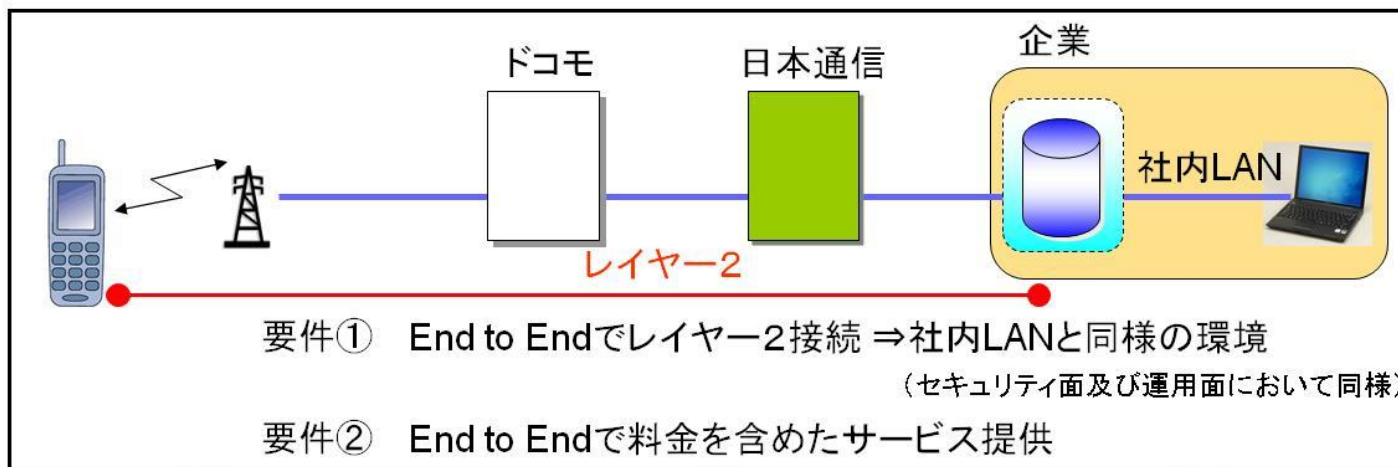 企業
ドコモ
日本通信
社内LAN
レイヤー2
要件① End to Endでレイヤー2接続 ⇒社内LANと同様の環境
(セキュリティ面及び運用面において同様)
要件② End to Endで料金を含めたサービス提供